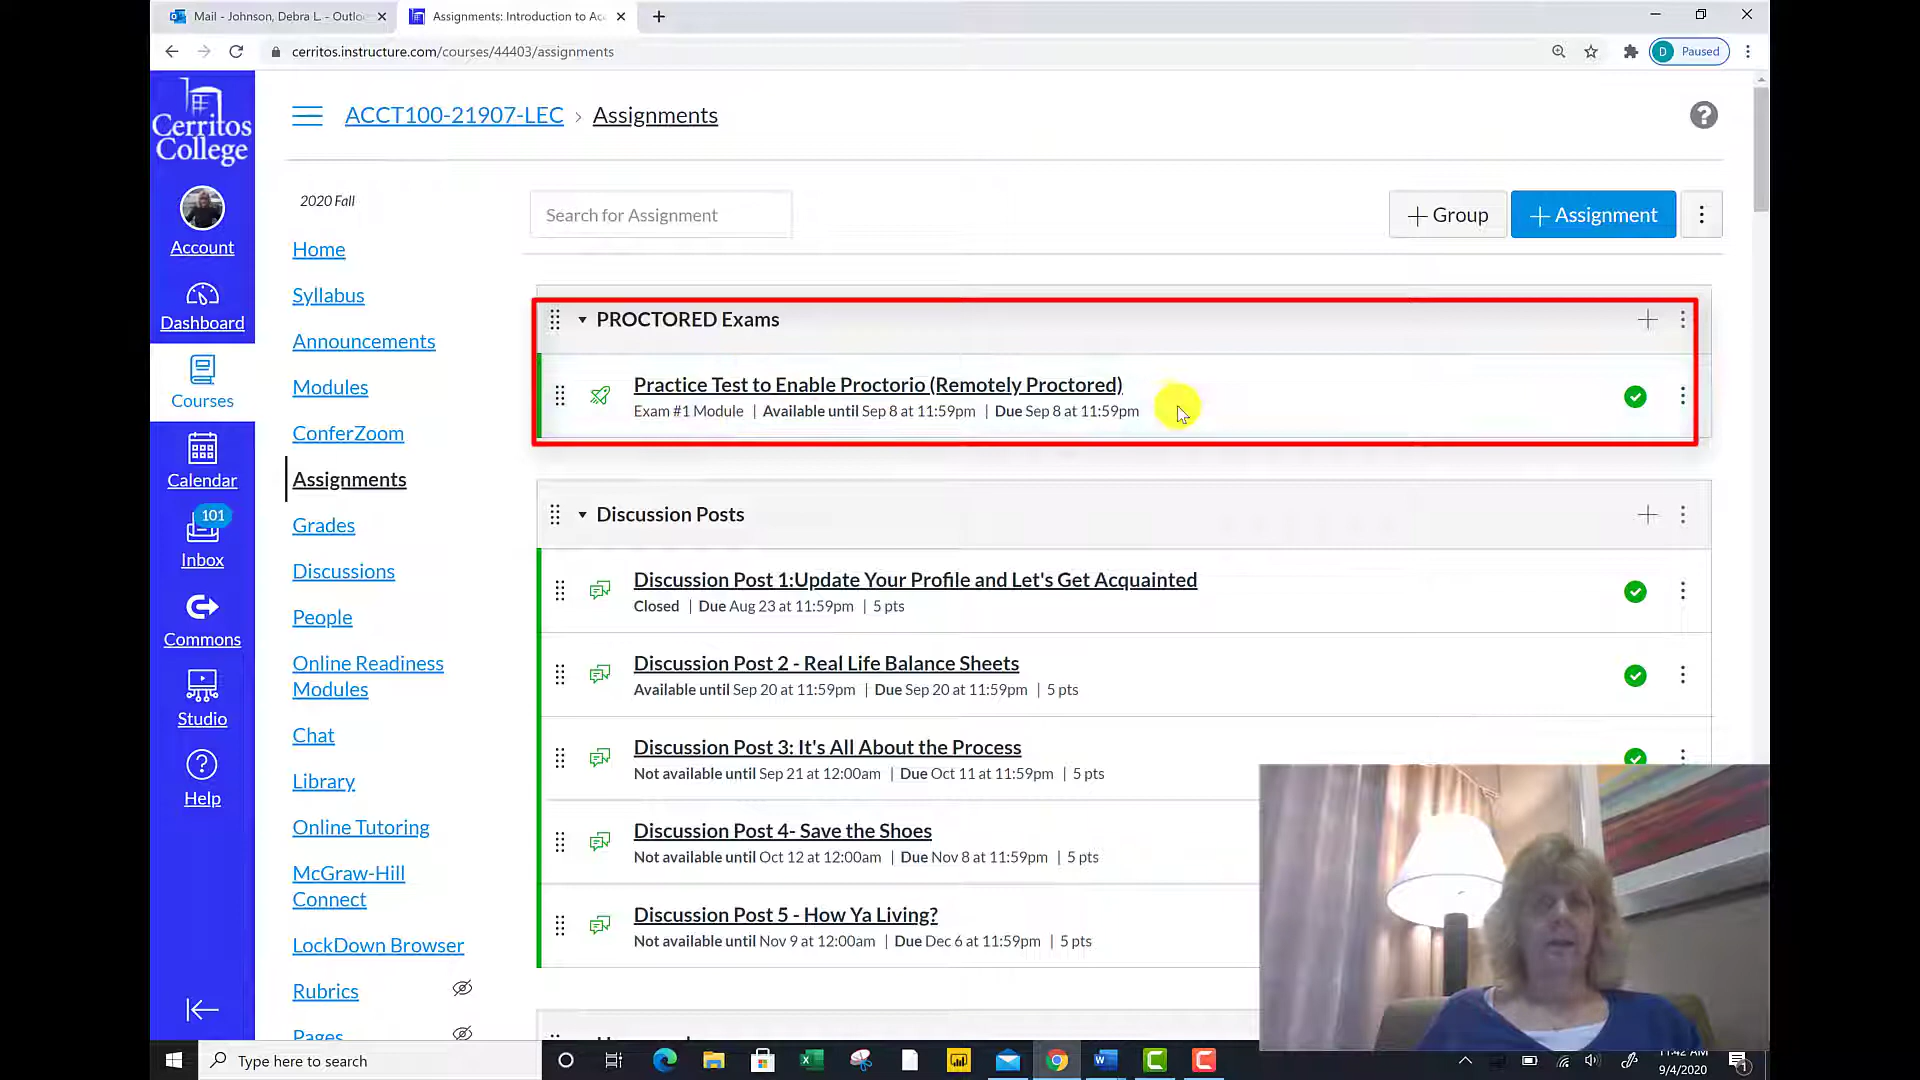 Mail - Johnson, Debra L. - Outlo
Assignments: Introduction to Ac
cerritos.instructure.com/courses/44403/assignments
D Paused
Cerritos
College
ACCT100-21907-LEC › Assignments
Account
Dashboard
Courses
Calendar
101
Inbox
Commons
Studio
Help
2020 Fall
Home
Syllabus
Announcements
Modules
ConferZoom
Assignments
Grades
Discussions
People
Online Readiness
Modules
Chat
Library
Online Tutoring
McGraw-Hill
Connect
LockDown Browser
Rubrics
Pages
Search for Assignment
+ Group
+ Assignment
PROCTORED Exams
Practice Test to Enable Proctorio (Remotely Proctored)
Exam #1 Module | Available until Sep 8 at 11:59pm | Due Sep 8 at 11:59pm
Discussion Posts
Discussion Post 1:Update Your Profile and Let's Get Acquainted
Closed | Due Aug 23 at 11:59pm | 5 pts
Discussion Post 2 - Real Life Balance Sheets
Available until Sep 20 at 11:59pm | Due Sep 20 at 11:59pm | 5 pts
Discussion Post 3: It's All About the Process
Not available until Sep 21 at 12:00am | Due Oct 11 at 11:59pm | 5 pts
Discussion Post 4- Save the Shoes
Not available until Oct 12 at 12:00am | Due Nov 8 at 11:59pm | 5 pts
Discussion Post 5 - How Ya Living?
Not available until Nov 9 at 12:00am | Due Dec 6 at 11:59pm | 5 pts
Type here to search
11:42 AM
9/4/2020
1